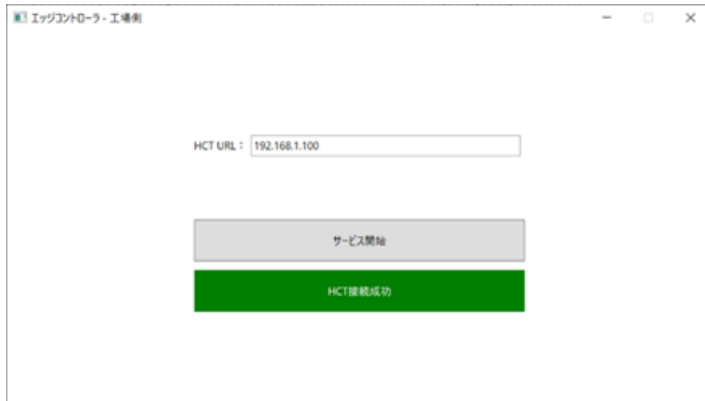 エッジコントローラ - 工場側
HCT URL：192.168.1.100
サービス開始
HCT接続成功